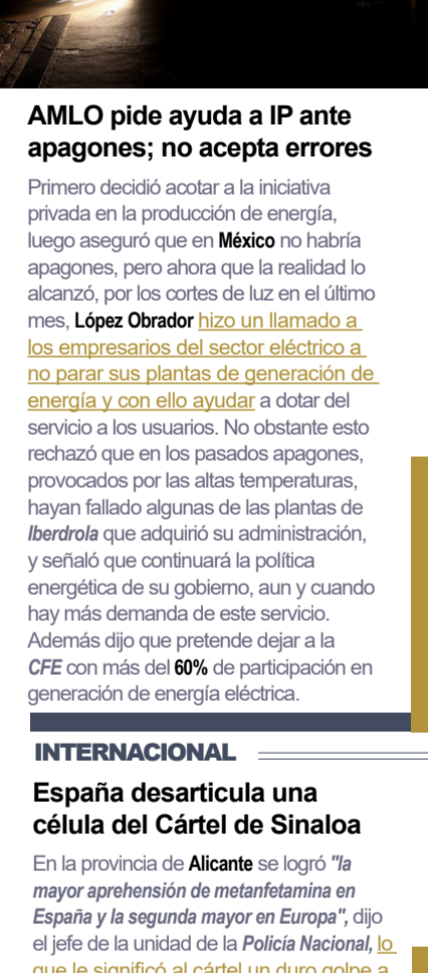 AMLO pide ayuda a IP ante
apagones; no acepta errores
Primero decidió acotar a la iniciativa
privada en la producción de energía,
luego aseguró que en México no habría
apagones, pero ahora que la realidad lo
alcanzó, por los cortes de luz en el último
mes, López Obrador hizo un llamado a
los empresarios del sector eléctrico a
no parar sus plantas de generación de
energía y con ello ayudar a dotar del
servicio a los usuarios. No obstante esto
rechazó que en los pasados apagones,
provocados por las altas temperaturas,
hayan fallado algunas de las plantas de
Iberdrola que adquirió su administración,
y señaló que continuará la política
energética de su gobierno, aun y cuando
hay más demanda de este servicio.
Además dijo que pretende dejar a la
CFE con más del 60% de participación en
generación de energía eléctrica.
INTERNACIONAL
España desarticula una
célula del Cártel de Sinaloa
En la provincia de Alicante se logró "la
mayor aprehensión de metanfetamina en
España y la segunda mayor en Europa", dijo
el jefe de la unidad de la Policía Nacional, lo
que le significó al cártel un duro golpe a